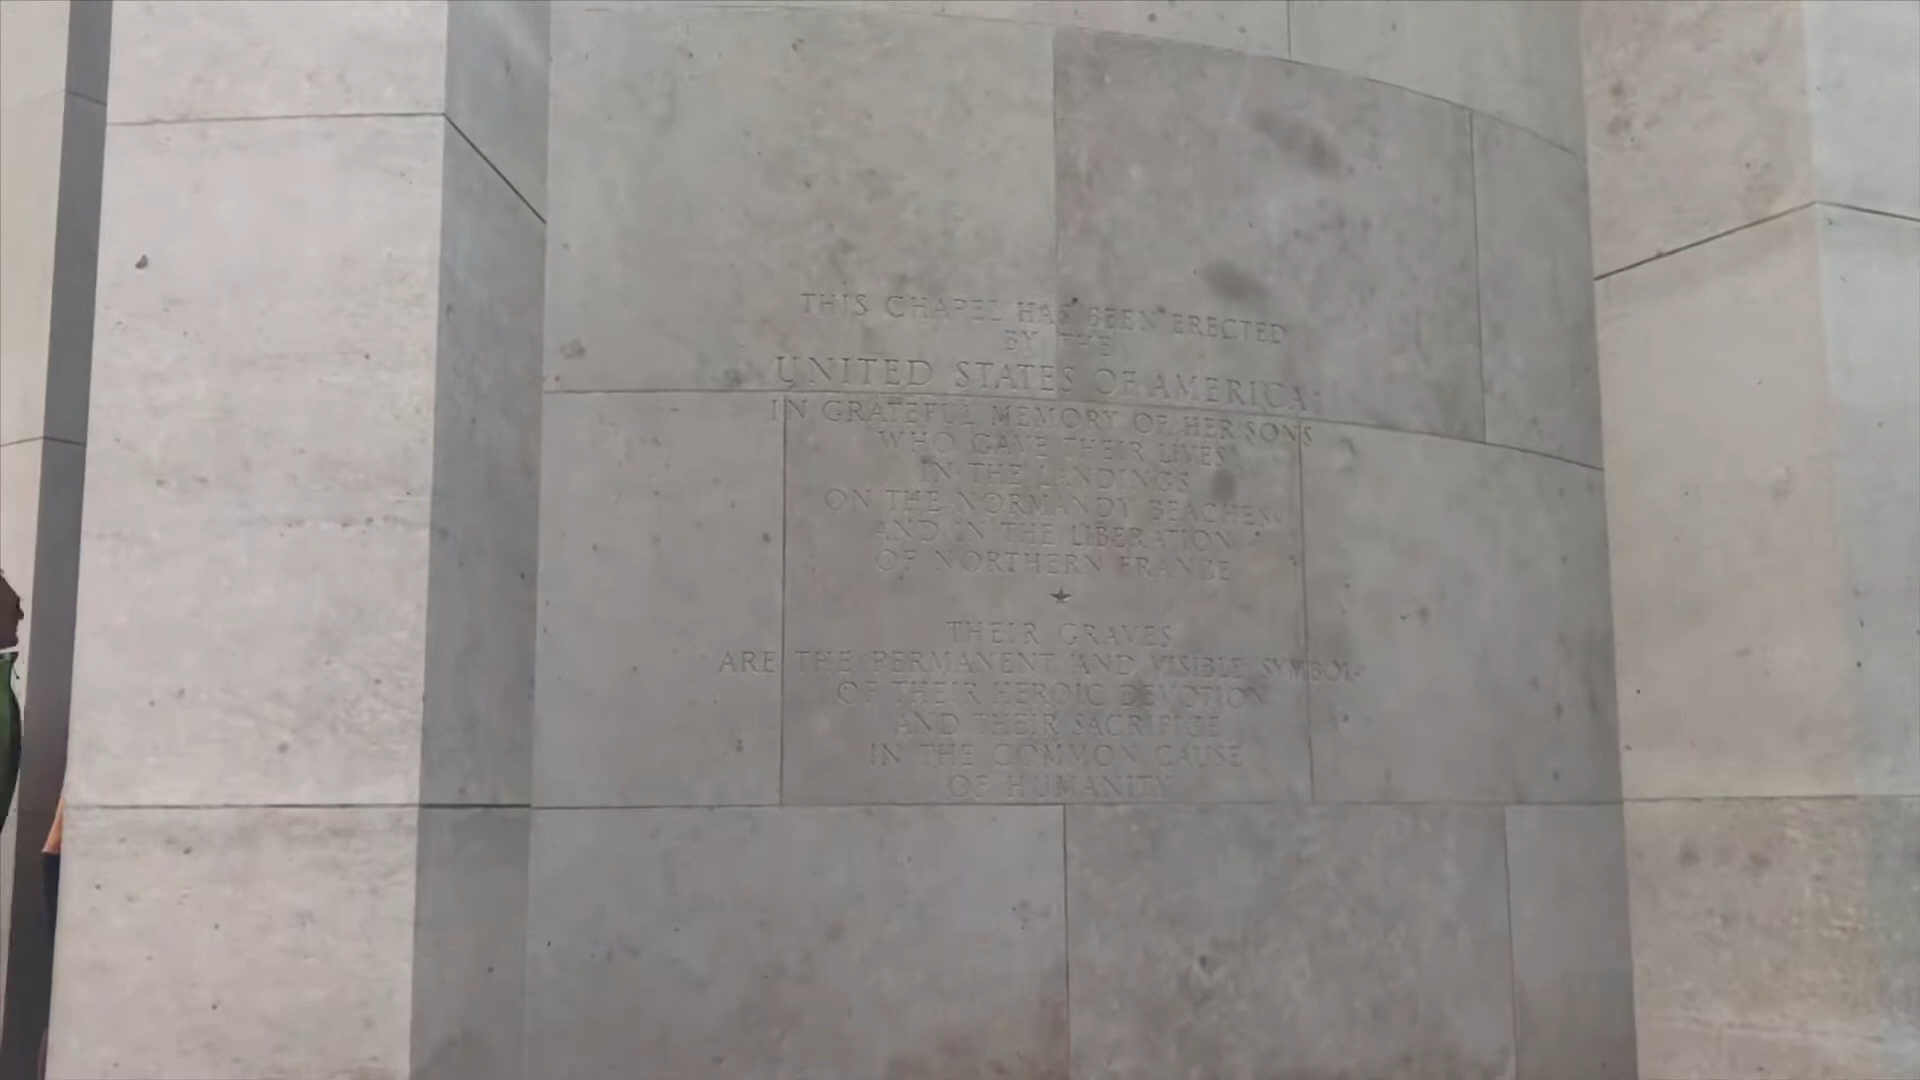 THIS CHAPEL HAS BEEN ERECTED
BY THE
UNITED STATES OF AMERICA
IN GRATEFUL MEMORY OF HER SONS
WHO GAVE THEIR LIVES
IN THE LANDINGS
ON THE NORMANDY BEACHES
AND IN THE LIBERATION
OF NORTHERN FRANCE
THEIR GRAVES
ARE THE PERMANENT AND VISIBLE SYMBOL
OF THEIR HEROIC DEVOTION
AND THEIR SACRIFICE
IN THE COMMON CAUSE
OF HUMANITY